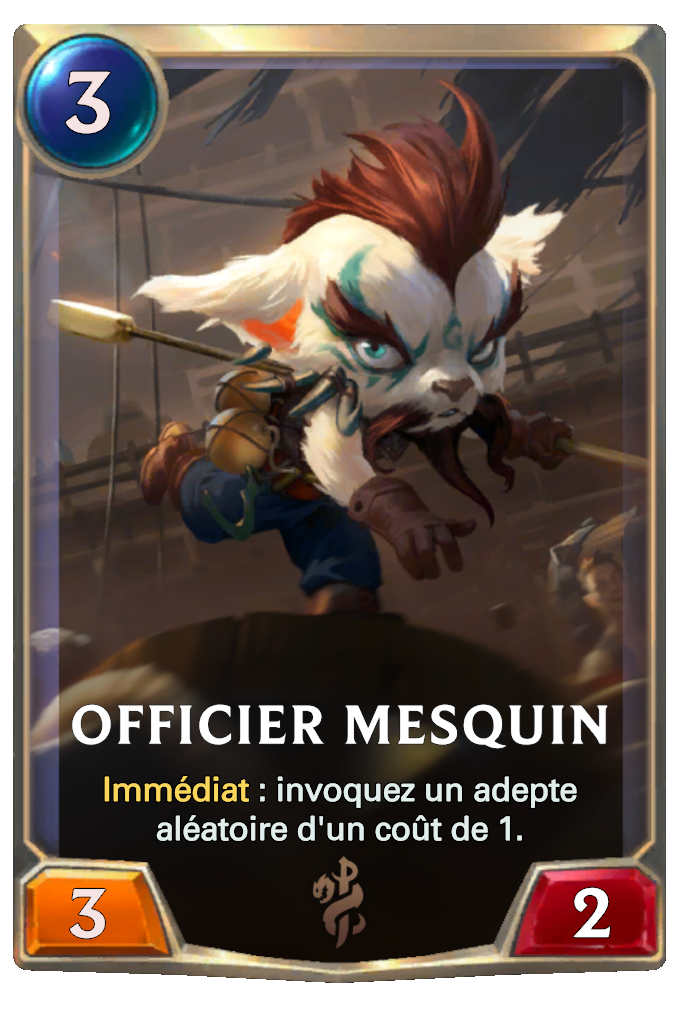 3
OFFICIER MESQUIN
Immédiat : invoquez un adepte
aléatoire d'un coût de 1.
3
2